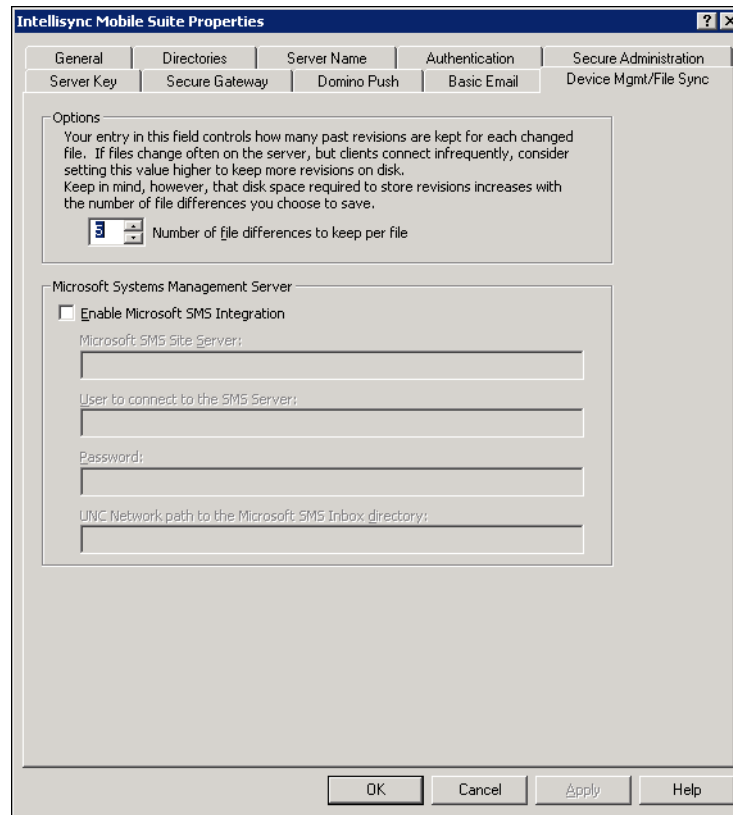 Intellisync Mobile Suite Properties
General Directories Server Name Authentication Secure Administration
Server Key Secure Gateway Domino Push Basic Email Device Mgmt/File Sync
Options
Your entry in this field controls how many past revisions are kept for each changed
file. If files change often on the server, but clients connect infrequently, consider
setting this value higher to keep more revisions on disk.
Keep in mind, however, that disk space required to store revisions increases with
the number of file differences you choose to save.
5 Number of file differences to keep per file
Microsoft Systems Management Server
Enable Microsoft SMS Integration
Microsoft SMS Site Server:
User to connect to the SMS Server:
Password:
UNC Network path to the Microsoft SMS Inbox directory:
OK Cancel Apply Help